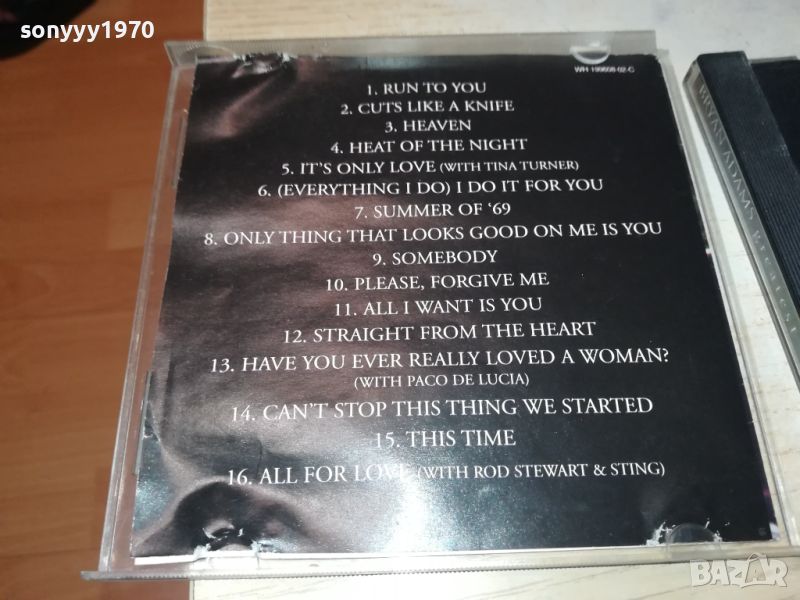 sonyyy1970
WH 199608 02-C
1. RUN TO YOU
2. CUTS LIKE A KNIFE
3. HEAVEN
4. HEAT OF THE NIGHT
5. IT'S ONLY LOVE (WITH TINA TURNER)
6. (EVERYTHING I DO) I DO IT FOR YOU
7. SUMMER OF '69
8. ONLY THING THAT LOOKS GOOD ON ME IS YOU
9. SOMEBODY
10. PLEASE, FORGIVE ME
11. ALL I WANT IS YOU
12. STRAIGHT FROM THE HEART
13. HAVE YOU EVER REALLY LOVED A WOMAN?
(WITH PACO DE LUCIA)
14. CAN'T STOP THIS THING WE STARTED
15. THIS TIME
16. ALL FOR LOVE (WITH ROD STEWART & STING)
BRYAN ADAMS Greatest
BAZAR